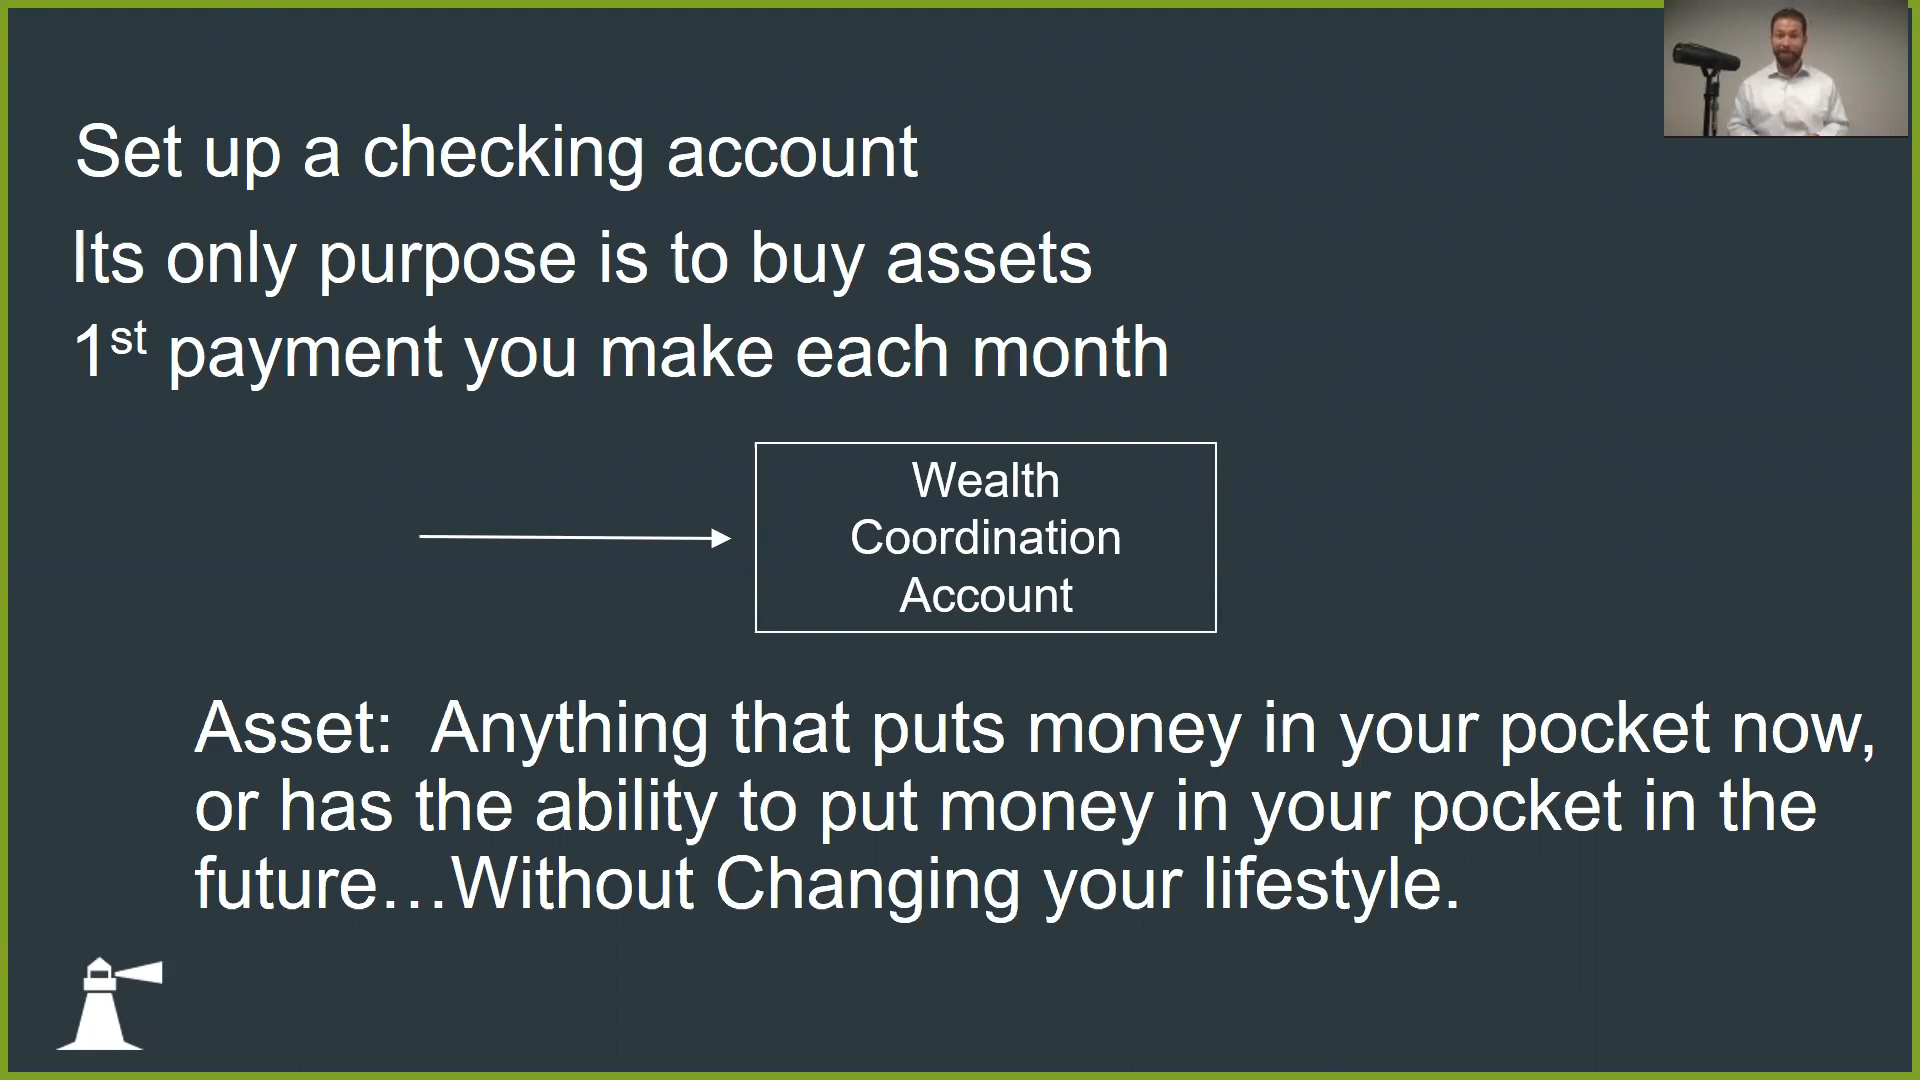 Set up a checking account
Its only purpose is to buy assets
1st payment you make each month
Wealth
Coordination
Account
Asset:  Anything that puts money in your pocket now,
or has the ability to put money in your pocket in the
future…Without Changing your lifestyle.